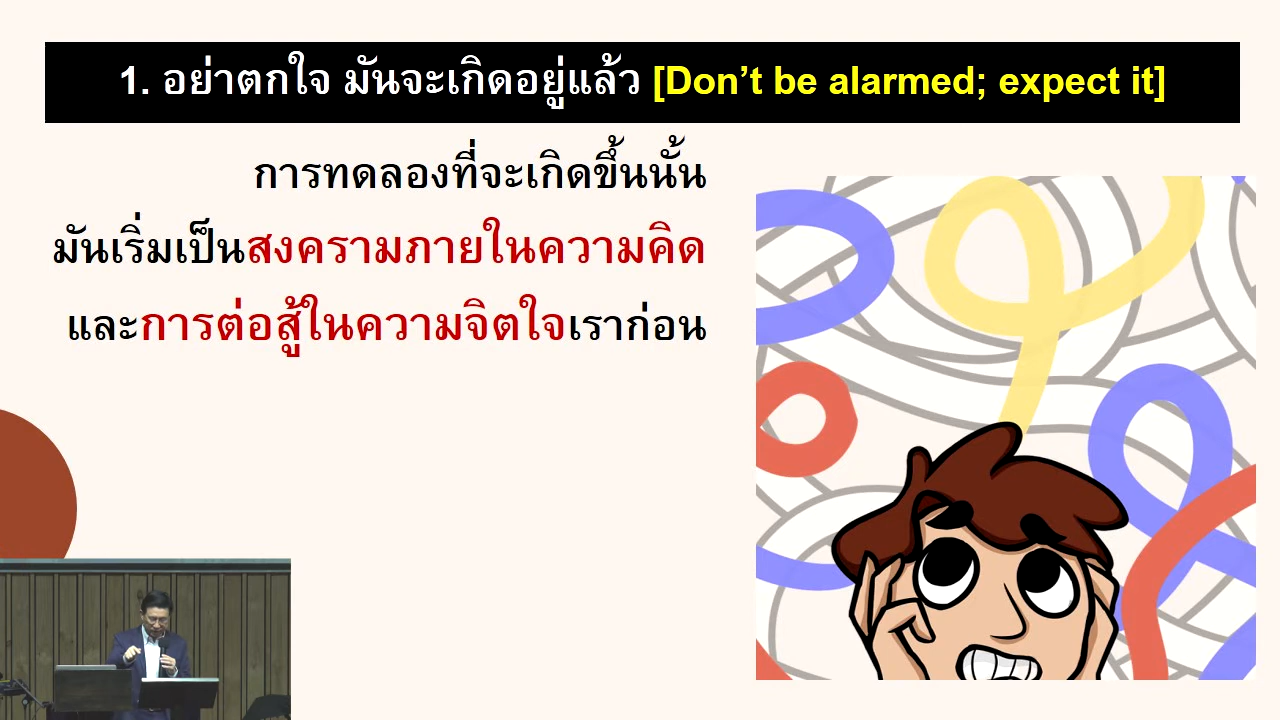 1. อย่าตกใจ มันจะเกิดอยู่แล้ว [Don’t be alarmed; expect it]
การทดลองที่จะเกิดขึ้นนั้น
มันเริ่มเป็นสงครามภายในความคิด
และการต่อสู้ในความจิตใจเราก่อน